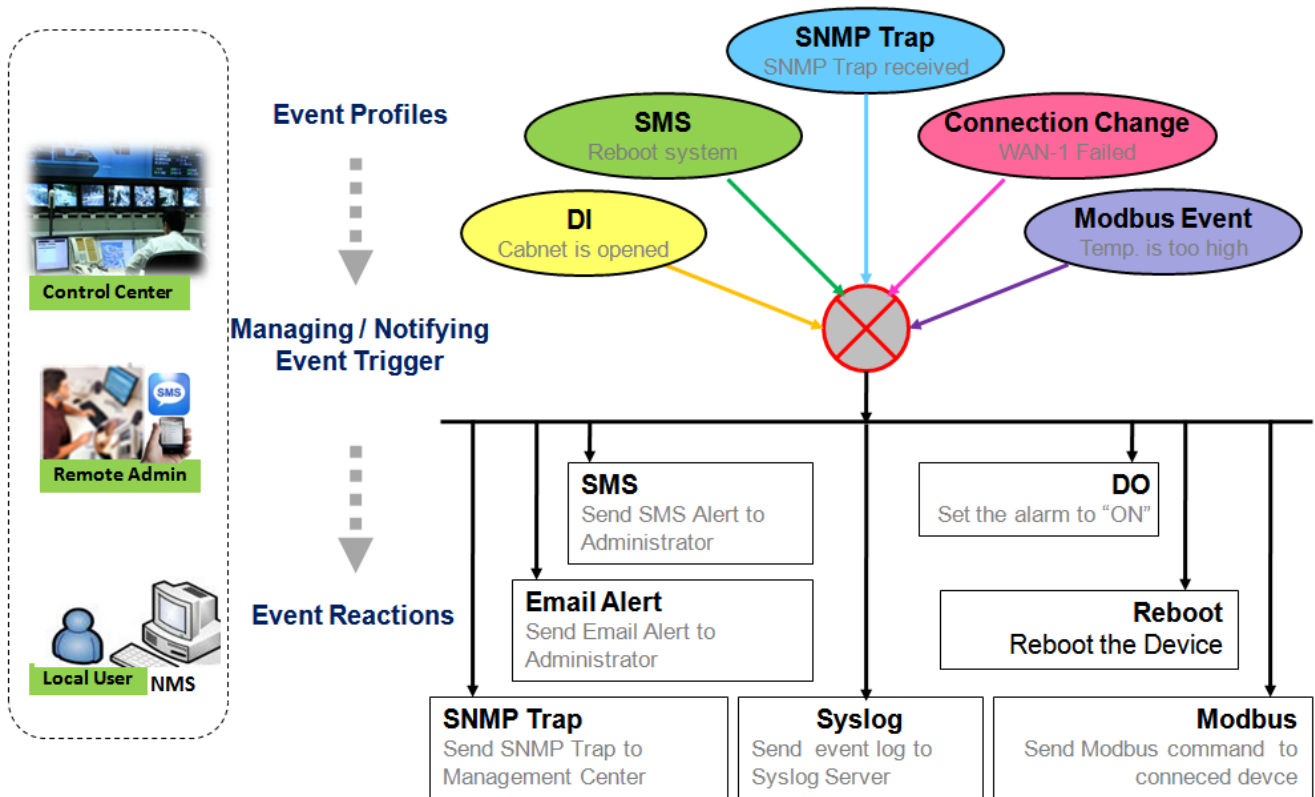 SNMP Trap
SNMP Trap received
Event Profiles
SMS
Reboot system
Connection Change
WAN-1 Failed
DI
Cabnet is opened
Modbus Event
Temp. is too high
Control Center
Managing / Notifying
Event Trigger
SMS
Remote Admin
SMS
Send SMS Alert to
Administrator
DO
Set the alarm to “ON”
Event Reactions
Email Alert
Send Email Alert to
Administrator
Reboot
Reboot the Device
Local User
NMS
SNMP Trap
Send SNMP Trap to
Management Center
Syslog
Send event log to
Syslog Server
Modbus
Send Modbus command to
conneced devce